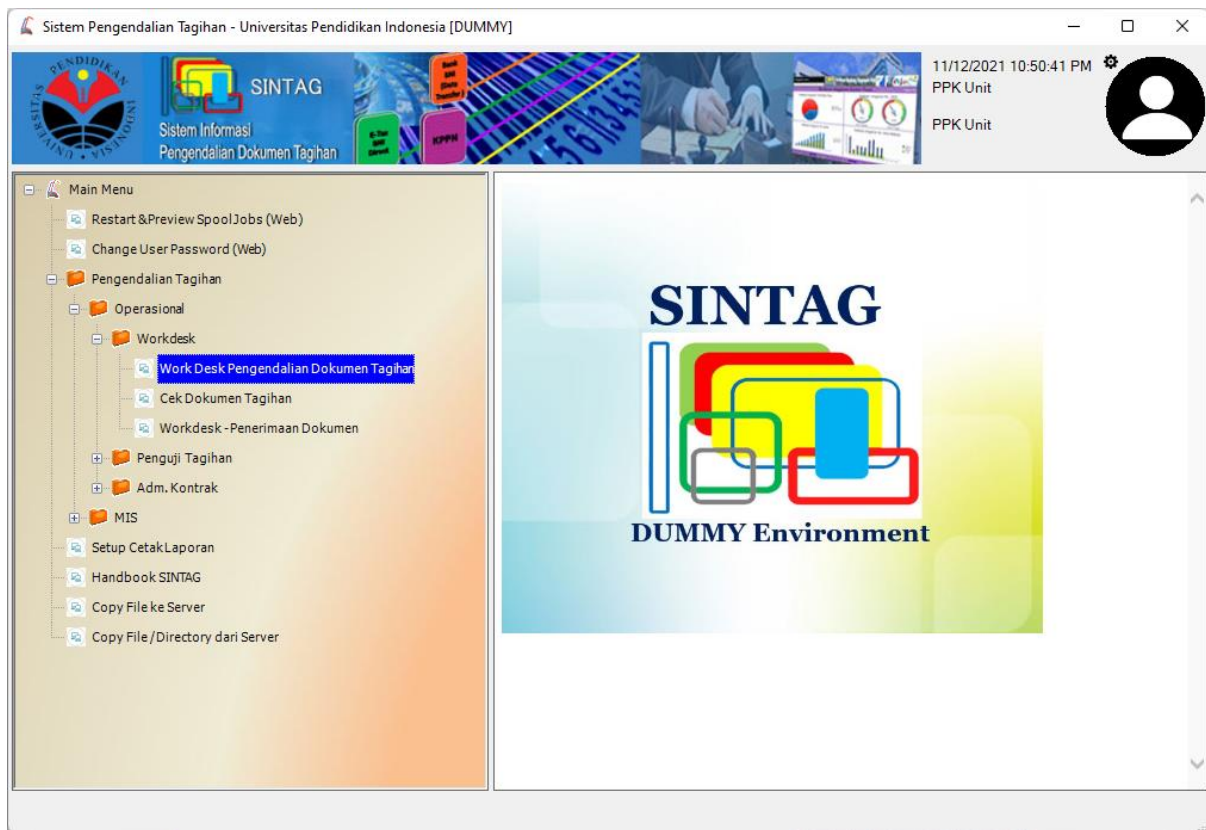 Sistem Pengendalian Tagihan - Universitas Pendidikan Indonesia [DUMMY]
UNIVERSITAS PENDIDIKAN INDONESIA
SINTAG
Sistem Informasi
Pengendalian Dokumen Tagihan
KPPN
11/12/2021 10:50:41 PM
PPK Unit
PPK Unit
Main Menu
Restart &Preview Spool Jobs (Web)
Change User Password (Web)
Pengendalian Tagihan
Operasional
Workdesk
Work Desk Pengendalian Dokumen Tagihan
Cek Dokumen Tagihan
Workdesk - Penerimaan Dokumen
Penguji Tagihan
Adm. Kontrak
MIS
Setup Cetak Laporan
Handbook SINTAG
Copy File ke Server
Copy File / Directory dari Server
SINTAG
DUMMY Environment